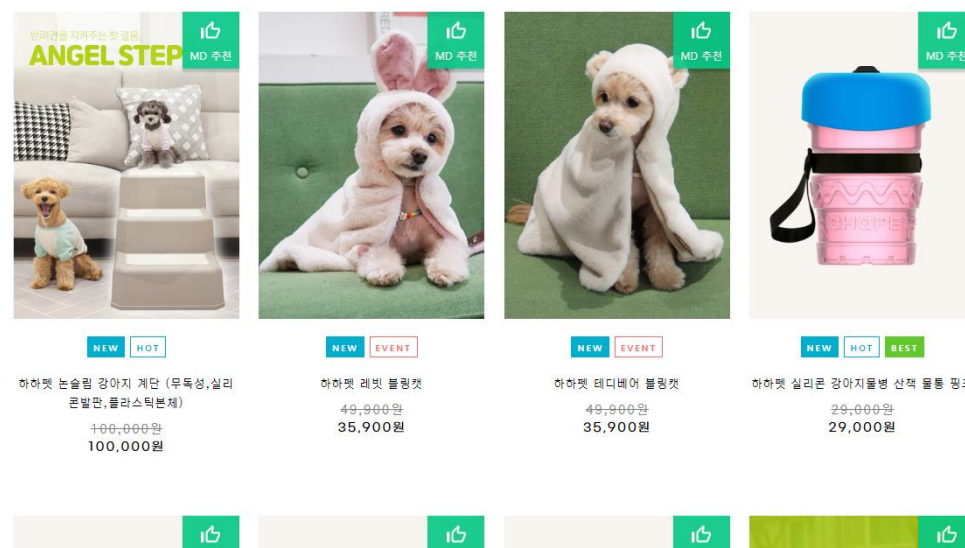 반려견을 지켜주는 첫 걸음
ANGEL STEP
MD 추천
MD 추천
MD 추천
MD 추천
NEW HOT
NEW EVENT
NEW EVENT
NEW HOT BEST
하하펫 논슬립 강아지 계단 (무독성,실리
콘발판,플라스틱본체)
100,000원
100,000원
하하펫 레빗 블링캣
49,900원
35,900원
하하펫 테디베어 블링캣
49,900원
35,900원
하하펫 실리콘 강아지물병 산책 물통
29,000원
29,000원